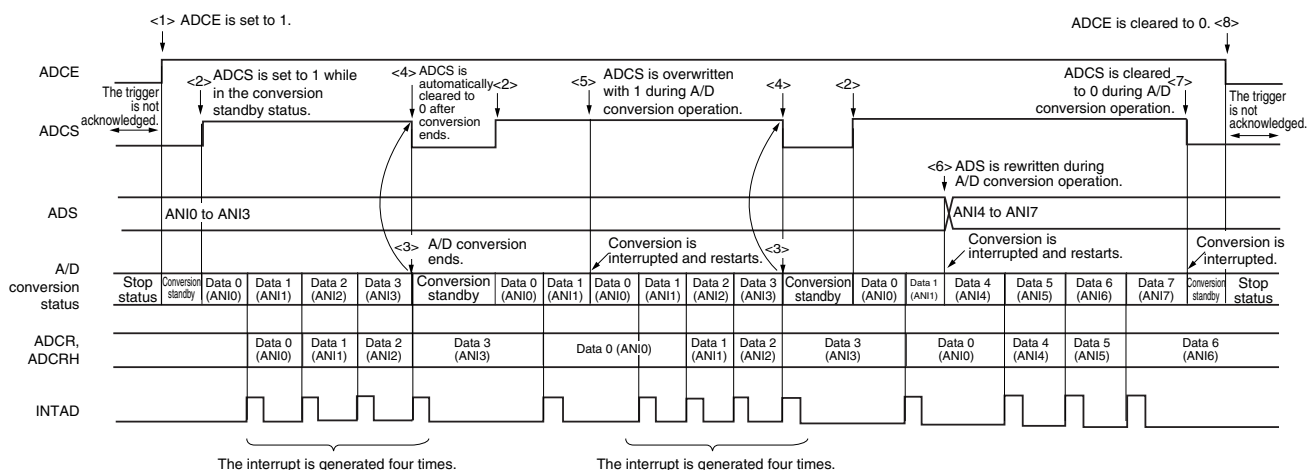 <1> ADCE is set to 1.
ADCE is cleared to 0. <8>
ADCE
The trigger
is not
acknowledged.
<2> ADCS is set to 1 while
in the conversion
standby status.
<4> ADCS is
automatically
cleared to
0 after
conversion
ends.
<2>
<5> ADCS is overwritten
with 1 during A/D
conversion operation.
<4>
<2>
ADCS is cleared
to 0 during A/D
conversion operation.
<7>
The trigger
is not
acknowledged.
ADCS
<6> ADS is rewritten during
A/D conversion operation.
ADS
ANI0 to ANI3
ANI4 to ANI7
<3> A/D conversion
ends.
Conversion is
interrupted and restarts.
<3>
Conversion is
interrupted and restarts.
Conversion is
interrupted.
A/D
conversion
status
Stop
status
Conversion
standby
Data 0
(ANI0)
Data 1
(ANI1)
Data 2
(ANI2)
Data 3
(ANI3)
Conversion
standby
Data 0
(ANI0)
Data 1
(ANI1)
Data 0
(ANI0)
Data 1
(ANI1)
Data 2
(ANI2)
Data 3
(ANI3)
Conversion
standby
Data 0
(ANI0)
Data 1
(ANI1)
Data 4
(ANI4)
Data 5
(ANI5)
Data 6
(ANI6)
Data 7
(ANI7)
Conversion
standby
Stop
status
ADCR,
ADCRH
Data 0
(ANI0)
Data 1
(ANI1)
Data 2
(ANI2)
Data 3
(ANI3)
Data 0 (ANI0)
Data 1
(ANI1)
Data 2
(ANI2)
Data 3
(ANI3)
Data 0
(ANI0)
Data 4
(ANI4)
Data 5
(ANI5)
Data 6
(ANI6)
INTAD
The interrupt is generated four times.
The interrupt is generated four times.